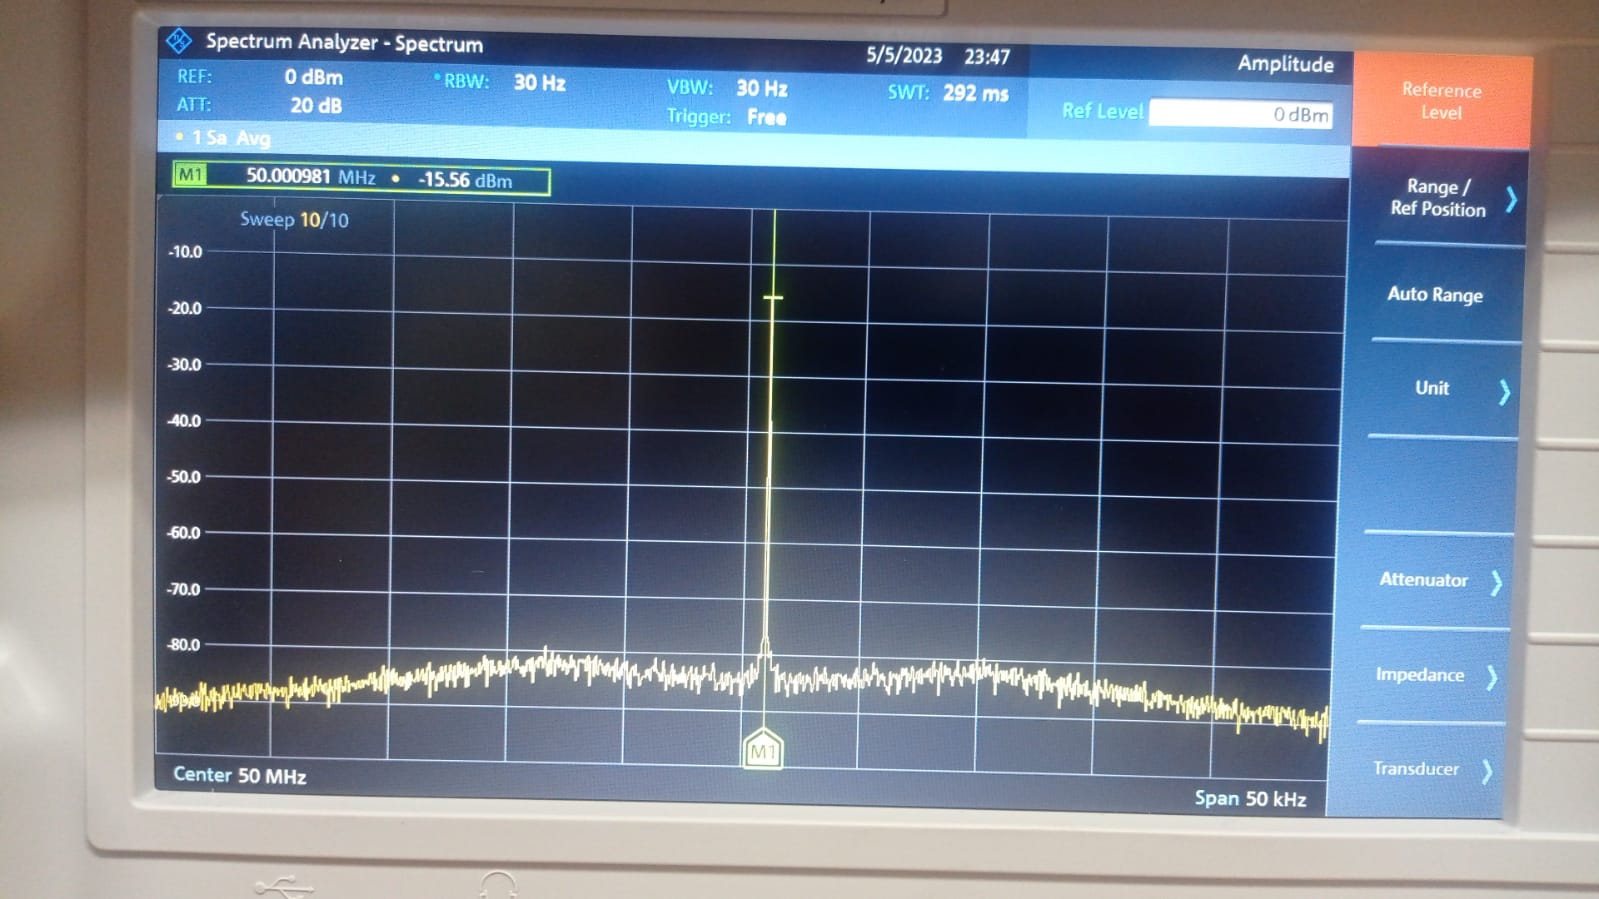 Spectrum Analyzer - Spectrum
5/5/2023 23:47
Amplitude
REF: 0 dBm
ATT: 20 dB
RBW: 30 Hz
VBW: 30 Hz
Trigger: Free
SWT: 292 ms
Ref Level 0 dBm
1 Sa Avg
M1 50.000981 MHz • -15.56 dBm
Sweep 10/10
-10.0
-20.0
-30.0
-40.0
-50.0
-60.0
-70.0
-80.0
M1
Center 50 MHz
Span 50 kHz
Reference
Level
Range /
Ref Position
Auto Range
Unit
Attenuator
Impedance
Transducer